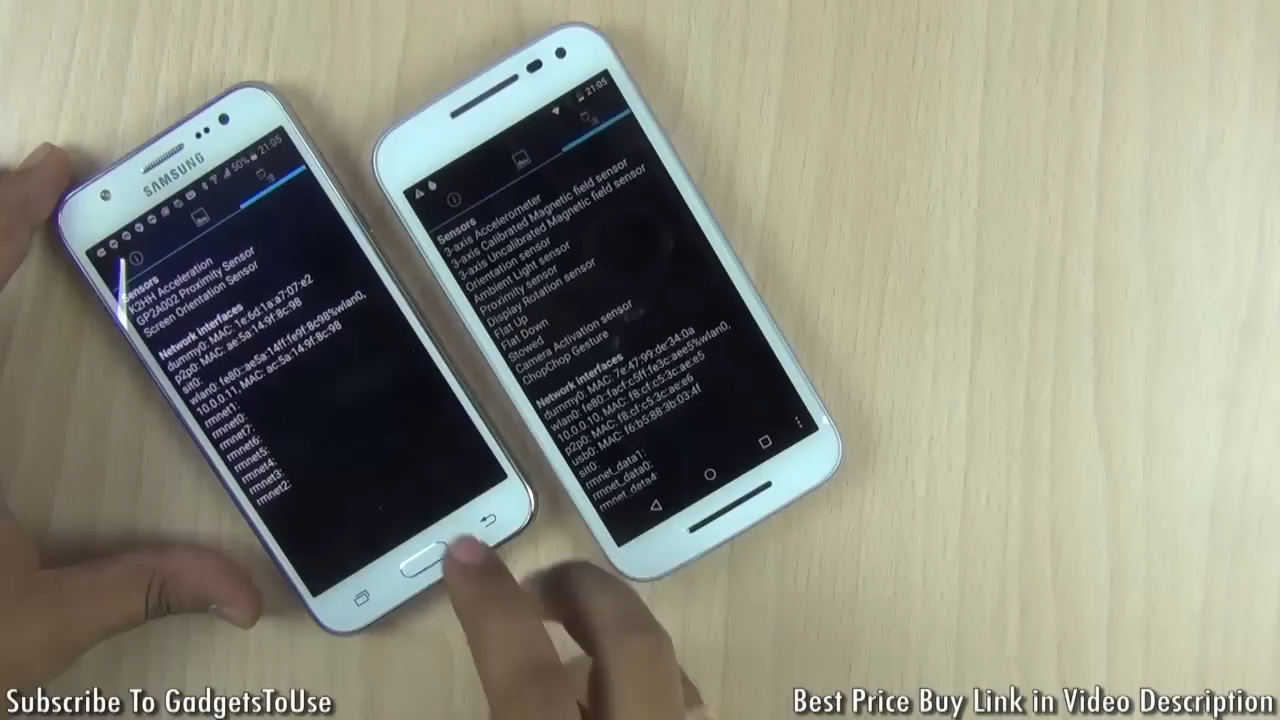 SAMSUNG
50%
21:05
Sensors
K2HH Acceleration
GP2A002 Proximity Sensor
Screen Orientation Sensor
Network Interfaces
dummy0: MAC: 1e:6d:1a:a7:07:e2
p2p0: MAC: ae:5a:14:9f:8c:98
sit0:
wlan0: fe80::ae5a:14ff:fe9f:8c98%wlan0,
10.0.0.11, MAC: ac:5a:14:9f:8c:98
rmnet1:
rmnet0:
rmnet7:
rmnet6:
rmnet5:
rmnet4:
rmnet3:
rmnet2:
21:05
Sensors
3-axis Accelerometer
3-axis Calibrated Magnetic field sensor
3-axis Uncalibrated Magnetic field sensor
Orientation sensor
Ambient Light sensor
Proximity sensor
Display Rotation sensor
Flat Up
Flat Down
Stowed
Camera Activation sensor
ChopChop Gesture
Network Interfaces
dummy0: MAC: 7e:47:99:de:34:0a
wlan0: fe80::facf:c5ff:fe3c:aee5%wlan0,
10.0.0.10, MAC: f8:cf:c5:3c:ae:e5
p2p0: MAC: f8:cf:c5:3c:ae:e6
usb0: MAC: f6:b5:88:3b:03:4f
sit0:
rmnet_data1:
rmnet_data0:
rmnet_data4:
Subscribe To GadgetsToUse
Best Price Buy Link in Video Description